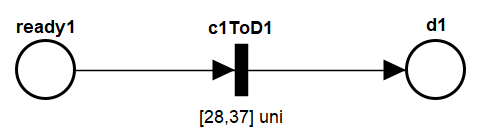 ready1
c1ToD1
d1
[28,37] uni